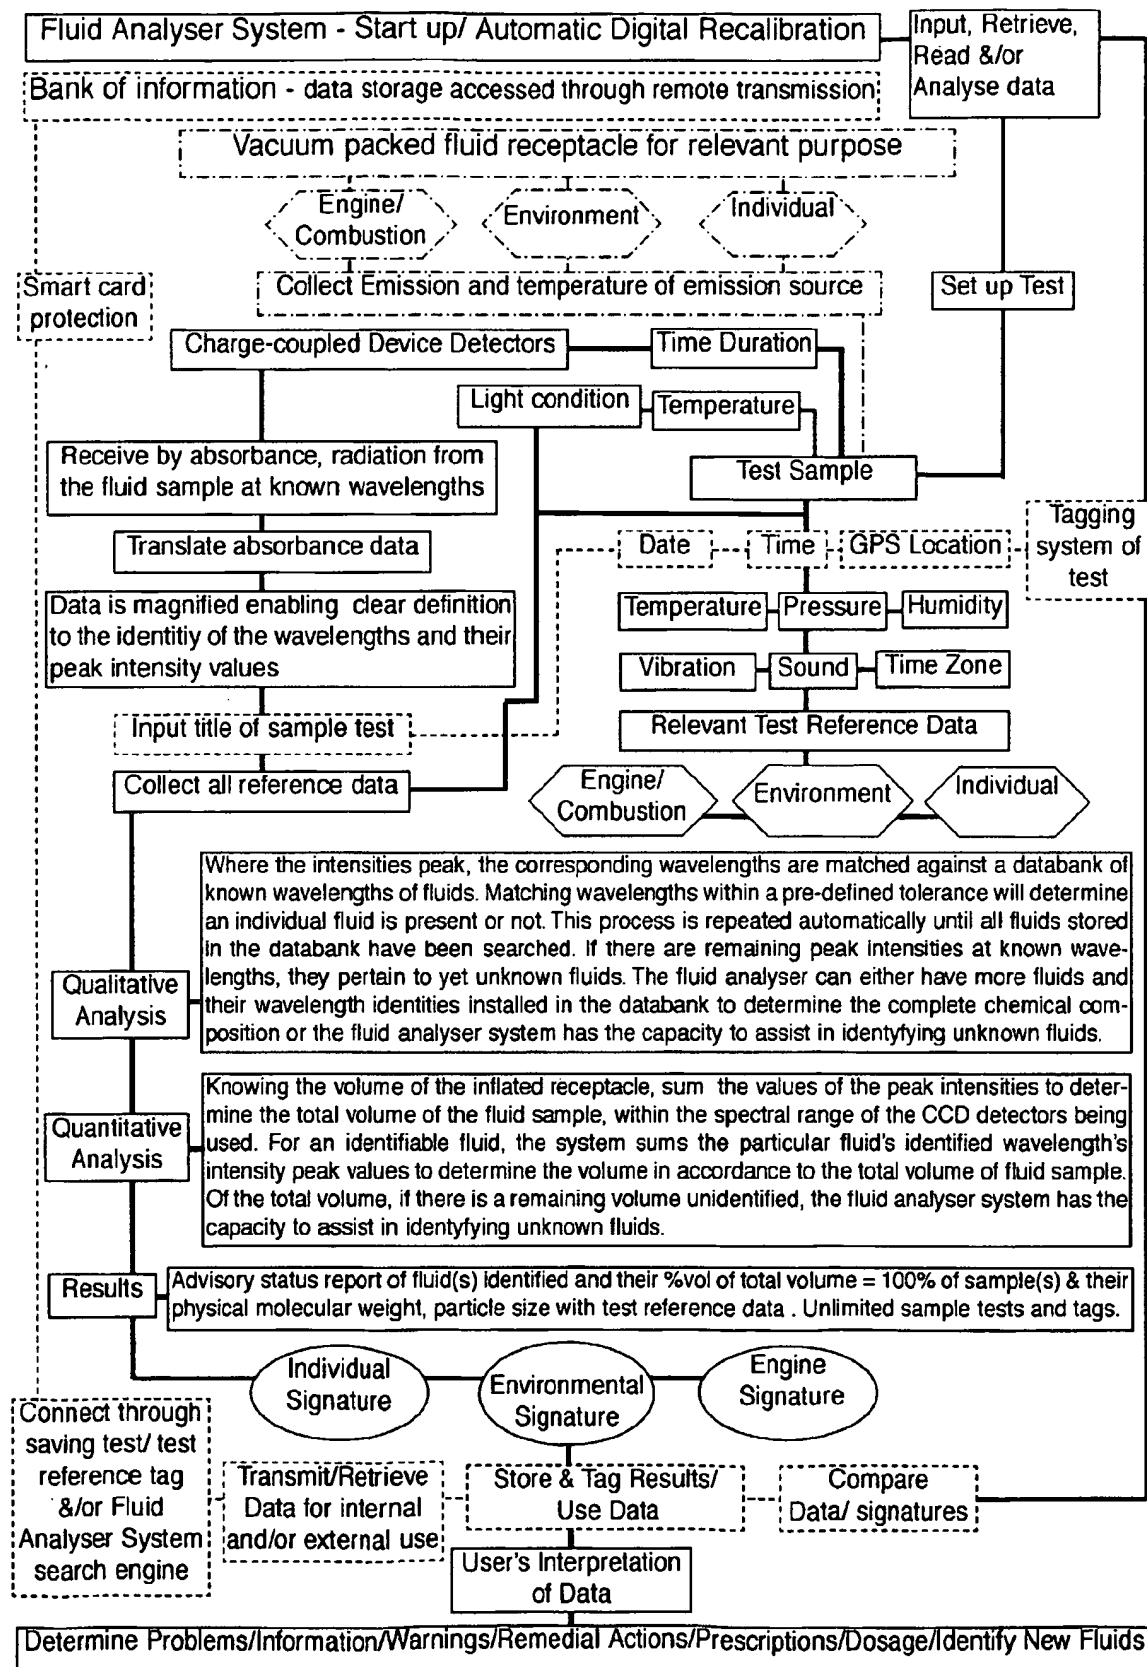 Fluid Analyser System - Start up/ Automatic Digital Recalibration
Input, Retrieve,
Read &/or
Analyse data
Bank of information - data storage accessed through remote transmission
Vacuum packed fluid receptacle for relevant purpose
Engine/
Combustion
Environment
Individual
Smart card
protection
Collect Emission and temperature of emission source
Set up Test
Charge-coupled Device Detectors
Time Duration
Light condition
Temperature
Receive by absorbance, radiation from
the fluid sample at known wavelengths
Test Sample
Translate absorbance data
Date
Time
GPS Location
Tagging
system of
test
Data is magnified enabling clear definition
to the identitiy of the wavelengths and their
peak intensity values
Temperature
Pressure
Humidity
Vibration
Sound
Time Zone
Input title of sample test
Relevant Test Reference Data
Collect all reference data
Engine/
Combustion
Environment
Individual
Where the intensities peak, the corresponding wavelengths are matched against a databank of
known wavelengths of fluids. Matching wavelengths within a pre-defined tolerance will determine
an individual fluid is present or not. This process is repeated automatically until all fluids stored
in the databank have been searched. If there are remaining peak intensities at known wave-
lengths, they pertain to yet unknown fluids. The fluid analyser can either have more fluids and
their wavelength identities installed in the databank to determine the complete chemical com-
position or the fluid analyser system has the capacity to assist in identyfying unknown fluids.
Qualitative
Analysis
Knowing the volume of the inflated receptacle, sum the values of the peak intensities to deter-
mine the total volume of the fluid sample, within the spectral range of the CCD detectors being
used. For an identifiable fluid, the system sums the particular fluid's identified wavelength's
intensity peak values to determine the volume in accordance to the total volume of fluid sample.
Of the total volume, if there is a remaining volume unidentified, the fluid analyser system has the
capacity to assist in identyfying unknown fluids.
Quantitative
Analysis
Results
Advisory status report of fluid(s) identified and their %vol of total volume = 100% of sample(s) & their
physical molecular weight, particle size with test reference data . Unlimited sample tests and tags.
Individual
Signature
Environmental
Signature
Engine
Signature
Connect through
saving test/ test
reference tag
&/or Fluid
Analyser System
search engine
Transmit/Retrieve
Data for internal
and/or external use
Store & Tag Results/
Use Data
Compare
Data/ signatures
User's Interpretation
of Data
Determine Problems/Information/Warnings/Remedial Actions/Prescriptions/Dosage/Identify New Fluids